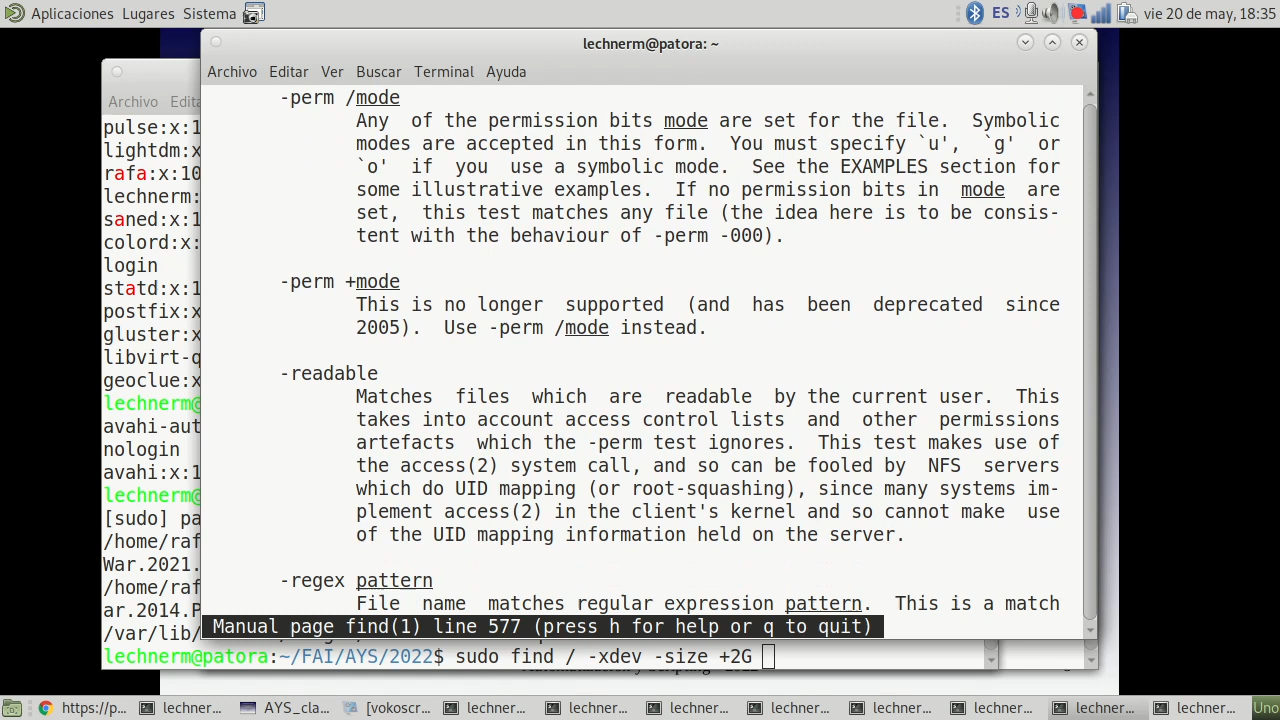 Aplicaciones Lugares Sistema
ES
vie 20 de may, 18:35
lechnerm@patora: ~
Archivo Editar Ver Buscar Terminal Ayuda
-perm /mode
Any of the permission bits mode are set for the file. Symbolic
modes are accepted in this form. You must specify `u', `g' or
`o' if you use a symbolic mode. See the EXAMPLES section for
some illustrative examples. If no permission bits in mode are
set, this test matches any file (the idea here is to be consis-
tent with the behaviour of -perm -000).
-perm +mode
This is no longer supported (and has been deprecated since
2005). Use -perm /mode instead.
-readable
Matches files which are readable by the current user. This
takes into account access control lists and other permissions
artefacts which the -perm test ignores. This test makes use of
the access(2) system call, and so can be fooled by NFS servers
which do UID mapping (or root-squashing), since many systems im-
plement access(2) in the client's kernel and so cannot make use
of the UID mapping information held on the server.
-regex pattern
File name matches regular expression pattern. This is a match
Manual page find(1) line 577 (press h for help or q to quit)
Archivo Edita
pulse:x:1
lightdm:x
rafa:x:10
lechnerm:
saned:x:1
colord:x:
login
statd:x:1
postfix:x
gluster:x
libvirt-q
geoclue:x
lechnerm@
avahi-aut
nologin
avahi:x:1
lechnerm@
[sudo] pa
/home/raf
War.2021.
/home/raf
ar.2014.P
/var/lib/
lechnerm@patora:~/FAI/AYS/2022$ sudo find / -xdev -size +2G
https://p... lechner... AYS_cla... [vokoscr... lechner... lechner... lechner... lechner... lechner... lechner... lechner... lechner... Uno